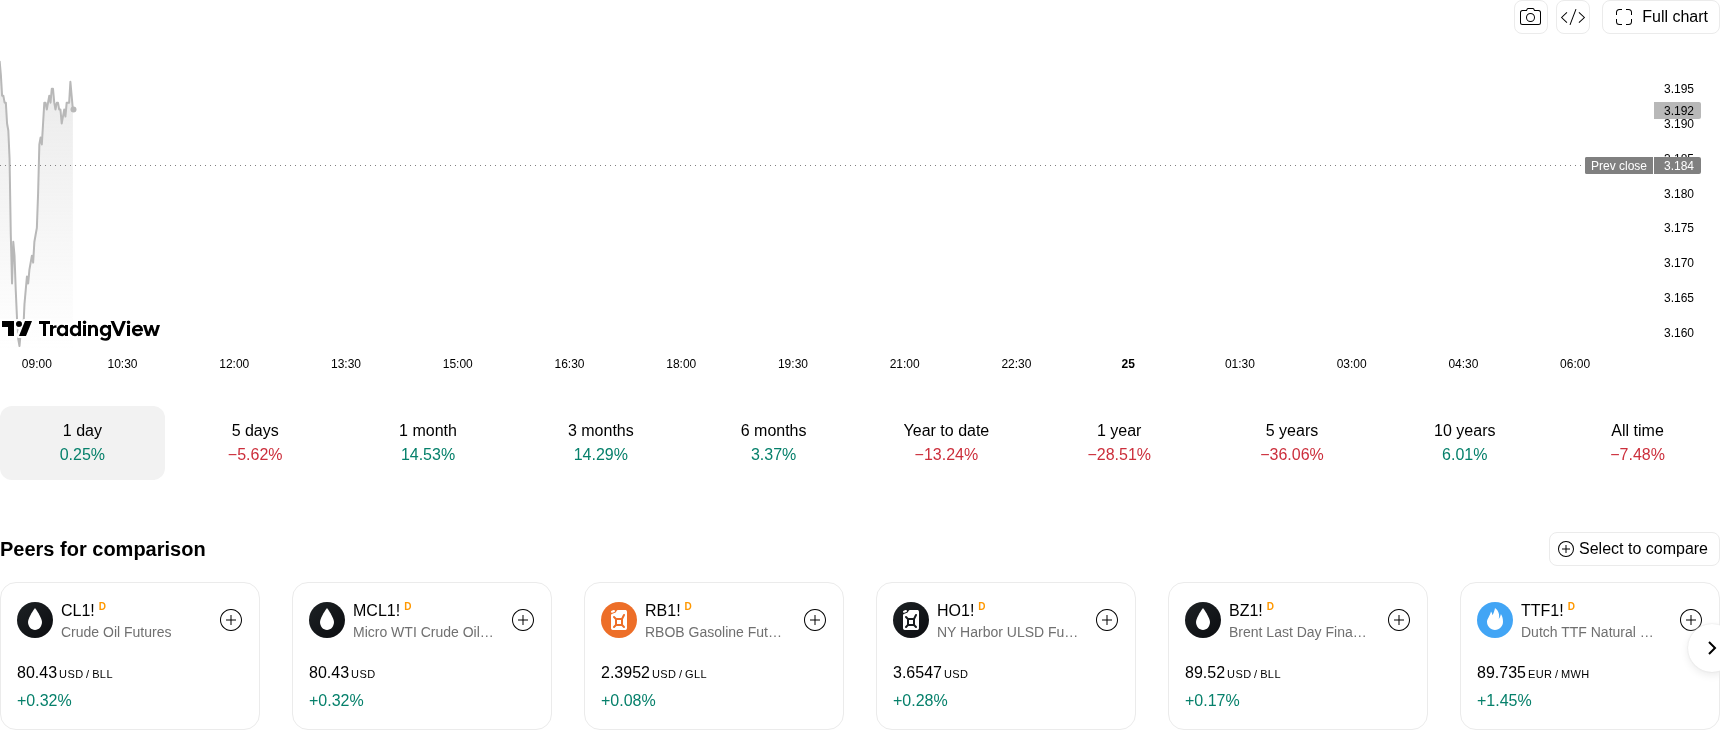 Full chart
3.195
3.192
3.190
Prev close 3.184
3.180
3.175
3.170
3.165
3.160
TradingView
09:00 10:30 12:00 13:30 15:00 16:30 18:00 19:30 21:00 22:30 25 01:30 03:00 04:30 06:00
1 day 5 days 1 month 3 months 6 months Year to date 1 year 5 years 10 years All time
0.25% −5.62% 14.53% 14.29% 3.37% −13.24% −28.51% −36.06% 6.01% −7.48%
Peers for comparison
Select to compare
CL1! D
Crude Oil Futures
80.43 USD / BLL
+0.32%
MCL1! D
Micro WTI Crude Oil…
80.43 USD
+0.32%
RB1! D
RBOB Gasoline Fut…
2.3952 USD / GLL
+0.08%
HO1! D
NY Harbor ULSD Fu…
3.6547 USD
+0.28%
BZ1! D
Brent Last Day Fina…
89.52 USD / BLL
+0.17%
TTF1! D
Dutch TTF Natural …
89.735 EUR / MWH
+1.45%